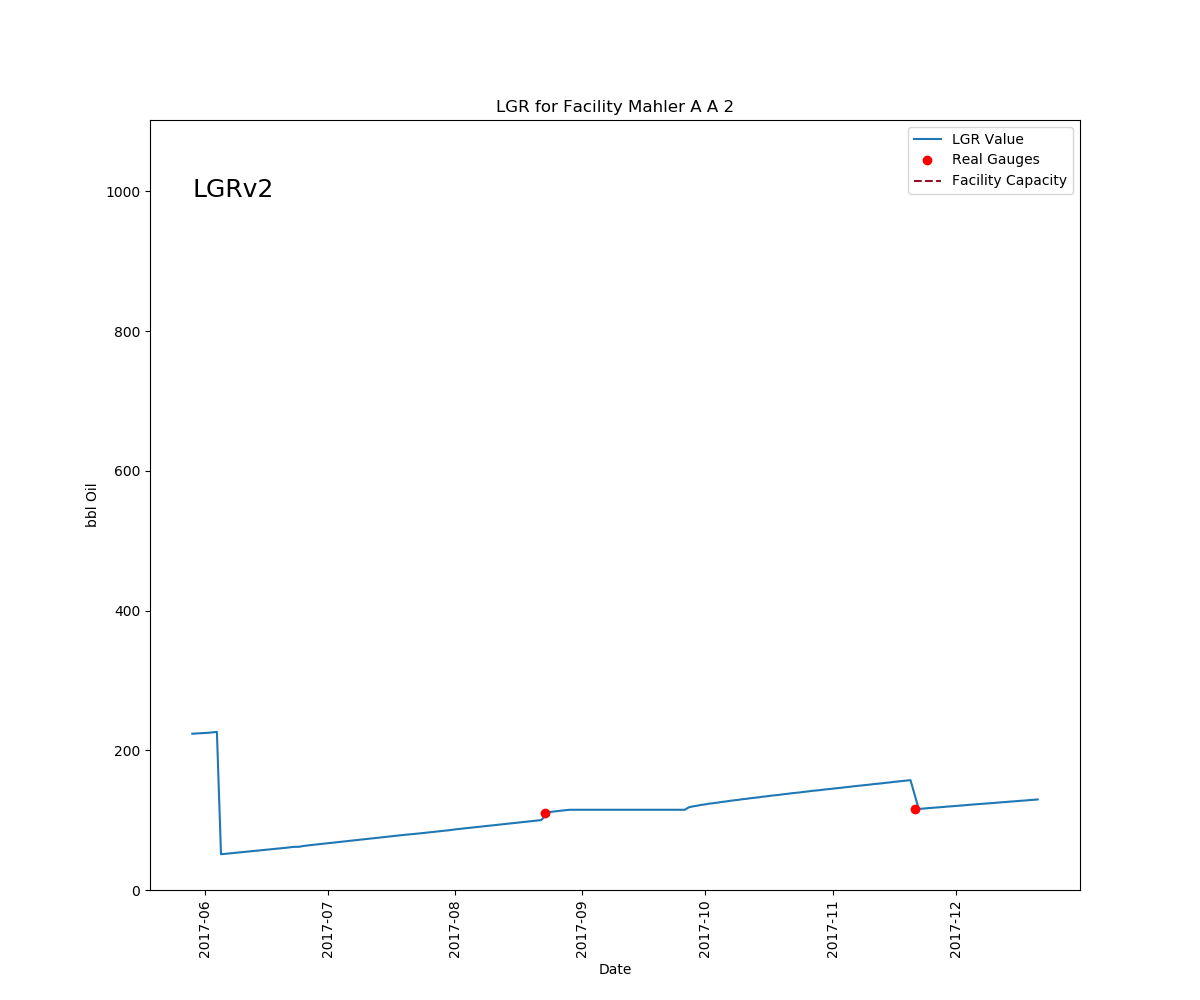 LGR for Facility Mahler A A 2
LGRv2
LGR Value
Real Gauges
Facility Capacity
1000
800
600
400
200
0
bbl Oil
2017-06
2017-07
2017-08
2017-09
2017-10
2017-11
2017-12
Date